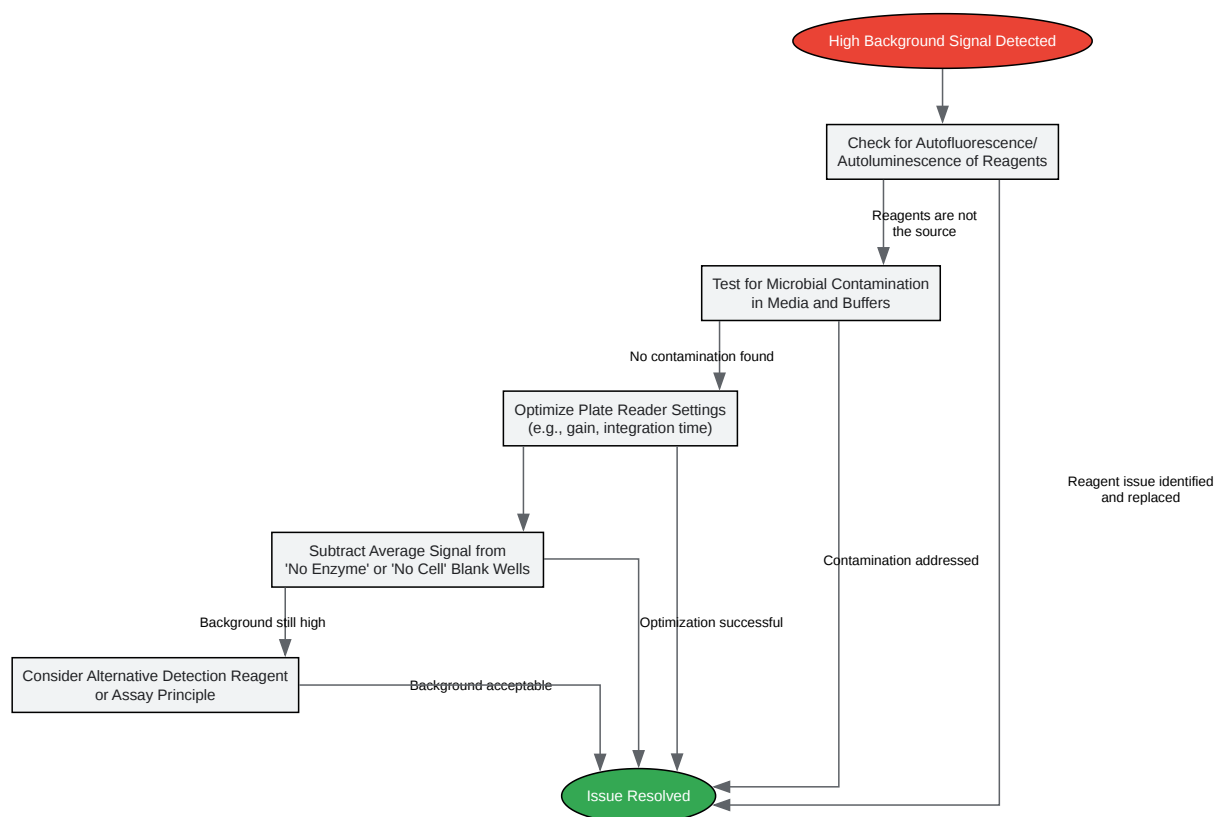 High Background Signal Detected
Check for Autofluorescence/
Autoluminescence of Reagents
Reagents are not
the source
Test for Microbial Contamination
in Media and Buffers
No contamination found
Optimize Plate Reader Settings
(e.g., gain, integration time)
Reagent issue identified
and replaced
Subtract Average Signal from
'No Enzyme' or 'No Cell' Blank Wells
Contamination addressed
Background still high
Optimization successful
Consider Alternative Detection Reagent
or Assay Principle
Background acceptable
Issue Resolved